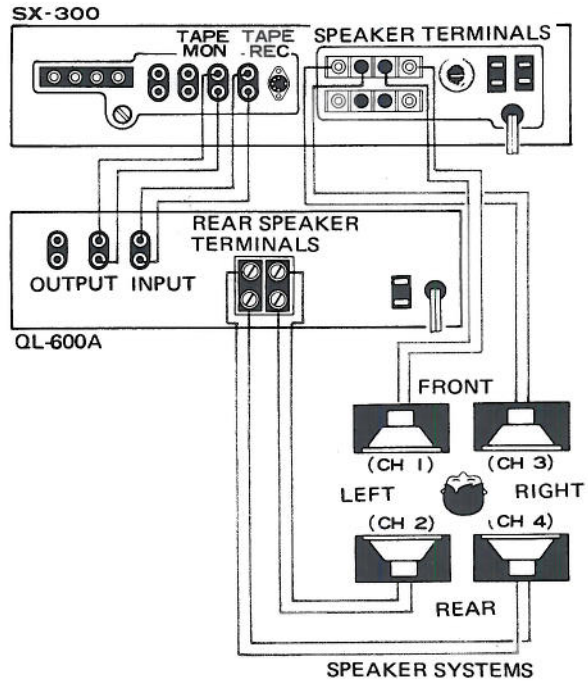 SX-300
TAPE MON
TAPE REC
SPEAKER TERMINALS
REAR SPEAKER
TERMINALS
OUTPUT INPUT
QL-600A
FRONT
(CH 1) (CH 3)
LEFT RIGHT
(CH 2) (CH 4)
REAR
SPEAKER SYSTEMS